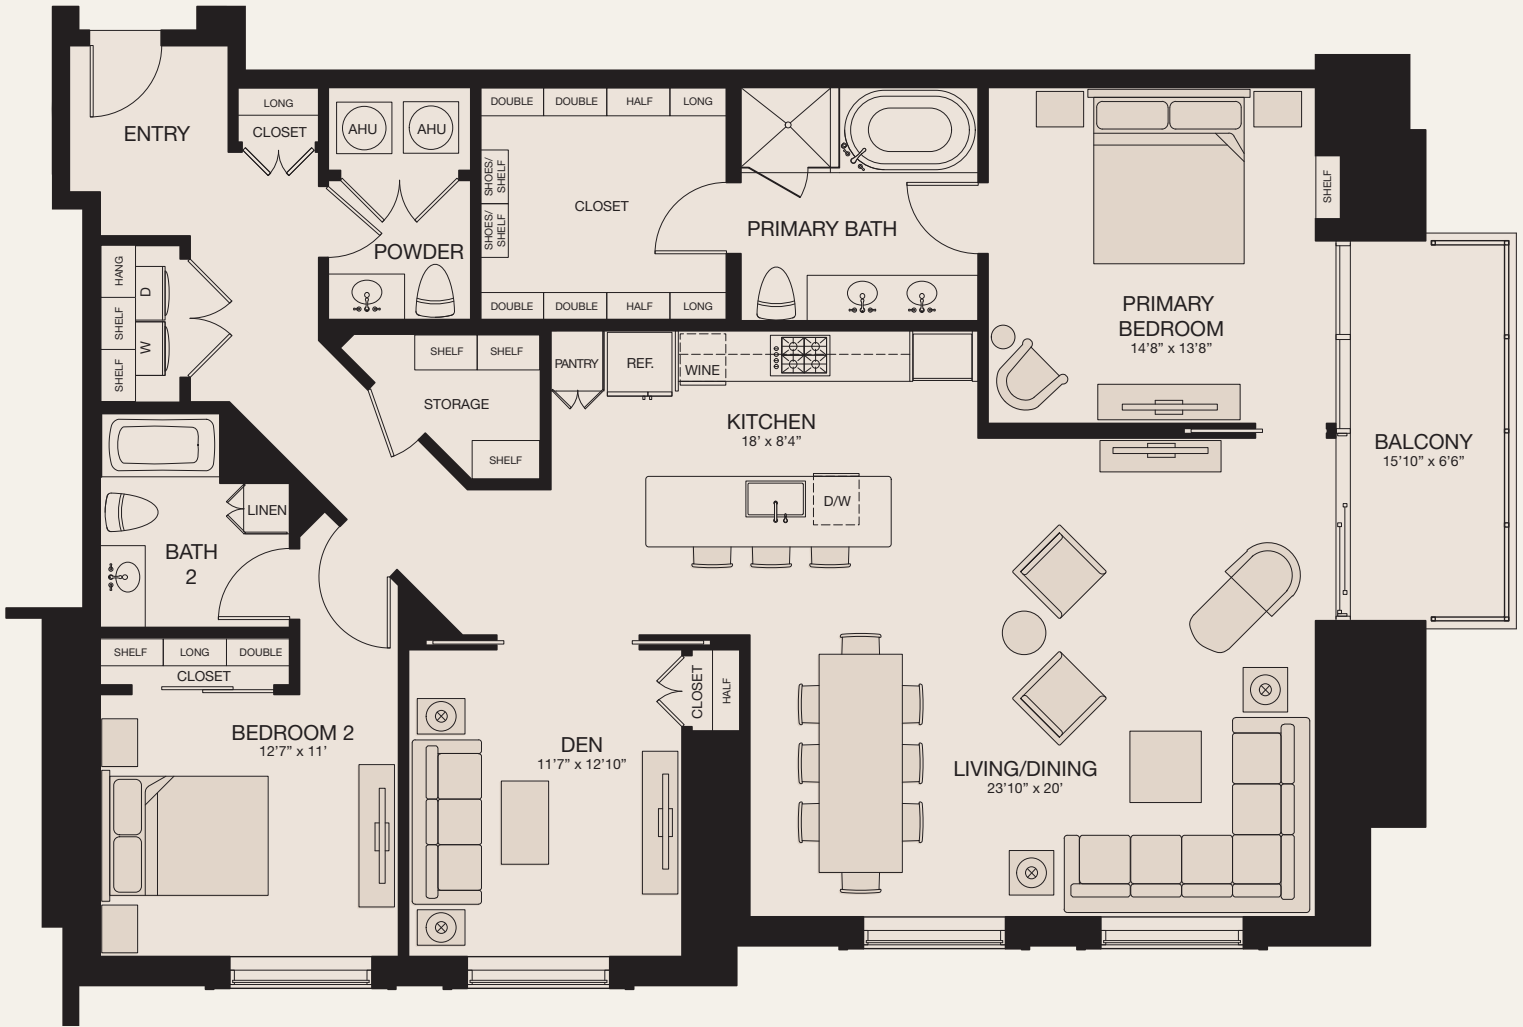 ENTRY
LONG
CLOSET
AHU
AHU
POWDER
DOUBLE
DOUBLE
HALF
LONG
SHOES/
SHELF
SHOES/
SHELF
CLOSET
DOUBLE
DOUBLE
HALF
LONG
PRIMARY BATH
PRIMARY
BEDROOM
14'8” x 13'8”
SHELF
HANG
SHELF
SHELF
D
W
SHELF
SHELF
STORAGE
SHELF
PANTRY
REF.
WINE
KITCHEN
18' x 8'4”
D/W
BALCONY
15'10” x 6'6”
LINEN
BATH
2
SHELF
LONG
DOUBLE
CLOSET
BEDROOM 2
12'7” x 11'
DEN
11'7” x 12'10”
CLOSET
HALF
LIVING/DINING
23'10” x 20'